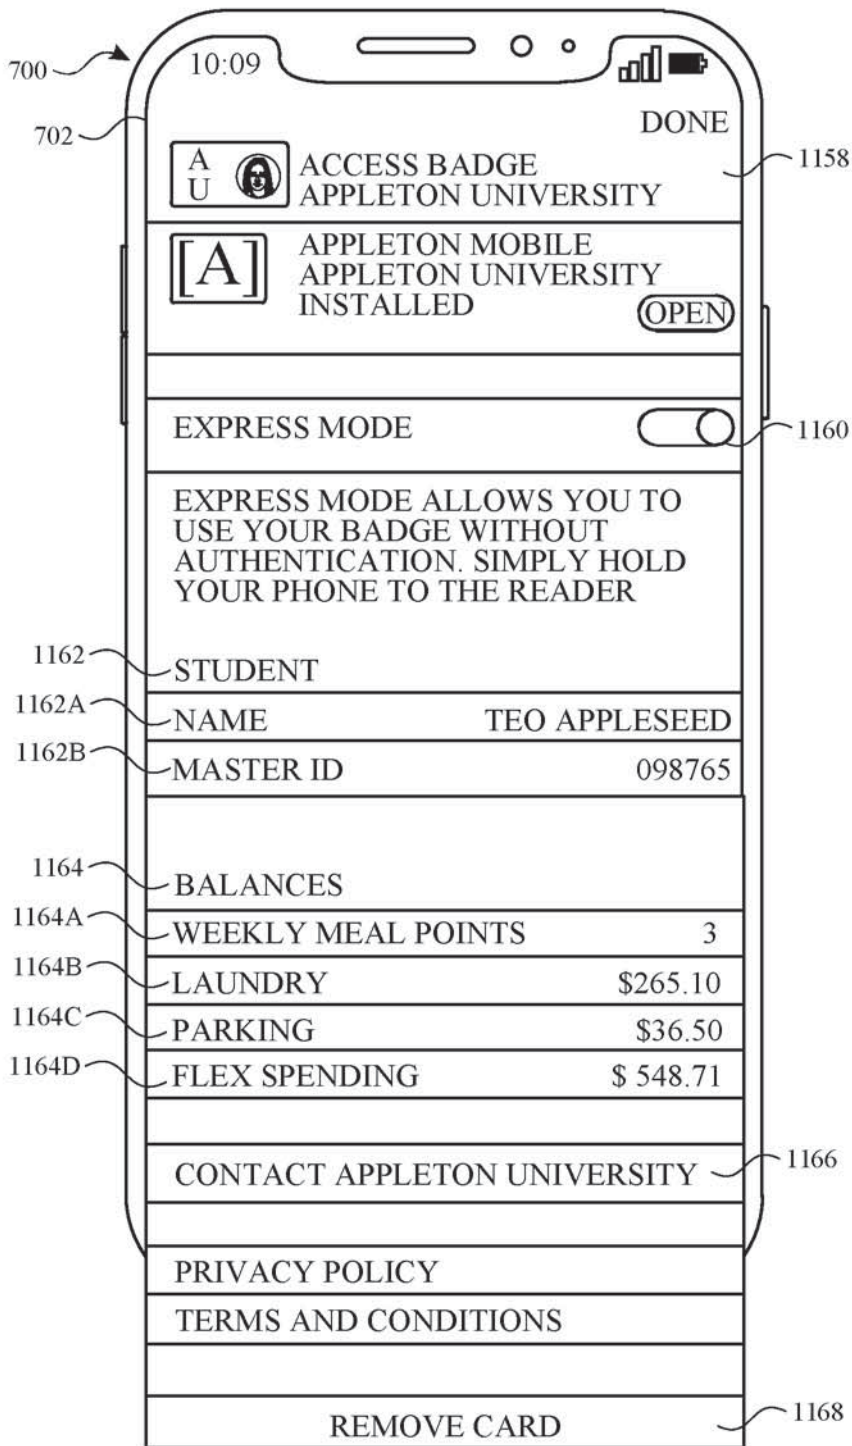 700
10:09
702
DONE
1158
A
U
ACCESS BADGE
APPLETON UNIVERSITY
[A]
APPLETON MOBILE
APPLETON UNIVERSITY
INSTALLED
OPEN
EXPRESS MODE
1160
EXPRESS MODE ALLOWS YOU TO
USE YOUR BADGE WITHOUT
AUTHENTICATION. SIMPLY HOLD
YOUR PHONE TO THE READER
1162
STUDENT
1162A
NAME TEO APPLESEED
1162B
MASTER ID 098765
1164
BALANCES
1164A
WEEKLY MEAL POINTS 3
1164B
LAUNDRY $265.10
1164C
PARKING $36.50
1164D
FLEX SPENDING $ 548.71
CONTACT APPLETON UNIVERSITY
1166
PRIVACY POLICY
TERMS AND CONDITIONS
REMOVE CARD
1168